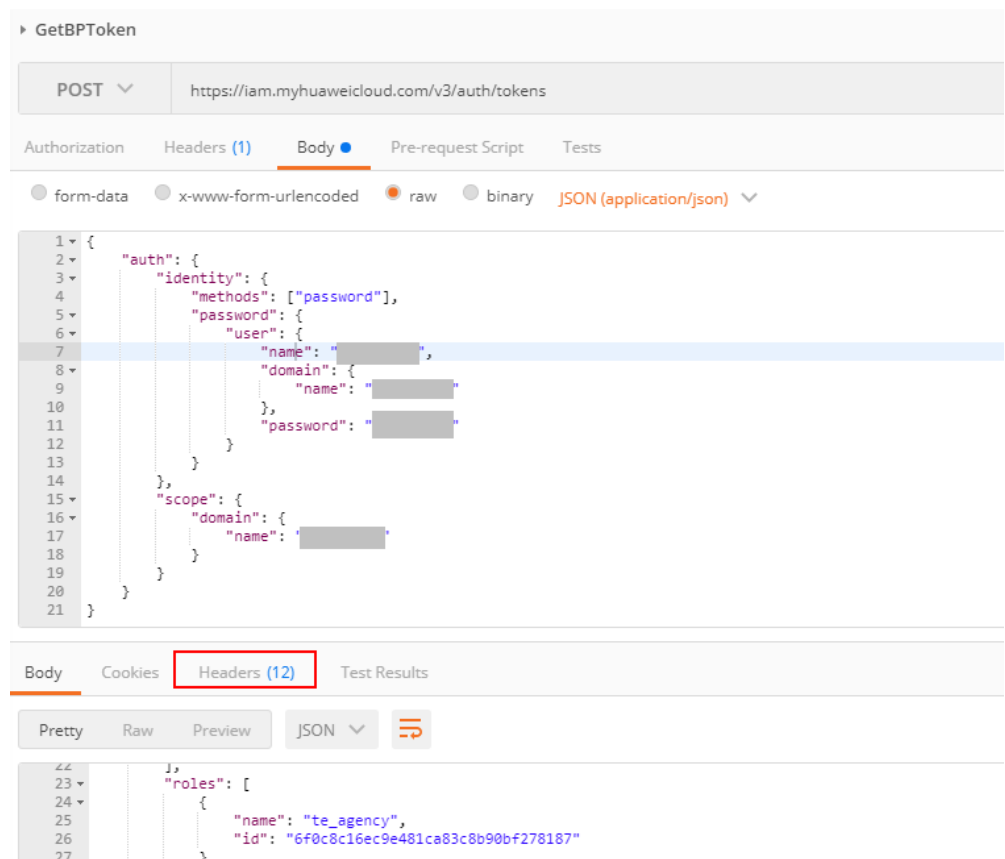 GetBPToken
POST https://iam.myhuaweicloud.com/v3/auth/tokens
Authorization Headers (1) Body Pre-request Script Tests
form-data x-www-form-urlencoded raw binary JSON (application/json)
1 {
2 "auth": {
3 "identity": {
4 "methods": ["password"],
5 "password": {
6 "user": {
7 "name": " ",
8 "domain": {
9 "name": " "
10 },
11 "password": " "
12 }
13 }
14 },
15 "scope": {
16 "domain": {
17 "name": " "
18 }
19 }
20 }
21 }
Body Cookies Headers (12) Test Results
Pretty Raw Preview JSON
22 ],
23 "roles": [
24 {
25 "name": "te_agency",
26 "id": "6f0c8c16ec9e481ca83c8b90bf278187"
27 }